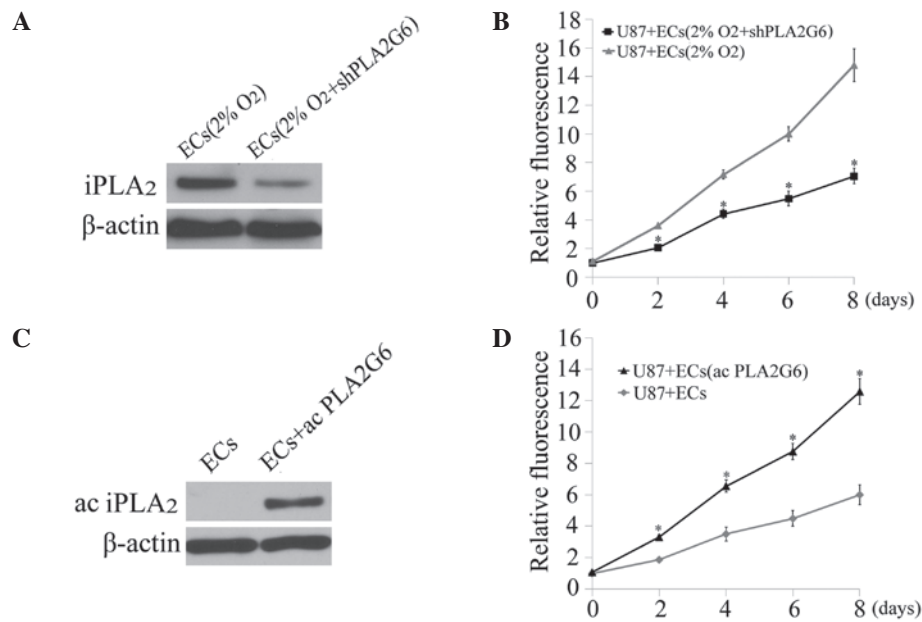 A
ECs(2% O2)
ECs(2% O2+shPLA2G6)
iPLA2
β-actin
B
U87+ECs(2% O2+shPLA2G6)
U87+ECs(2% O2)
Relative fluorescence
18
16
14
12
10
8
6
4
2
0
* * * *
0 2 4 6 8 (days)
C
ECs
ECs+ac PLA2G6
ac iPLA2
β-actin
D
U87+ECs(ac PLA2G6)
U87+ECs
Relative fluorescence
16
14
12
10
8
6
4
2
0
* * * *
0 2 4 6 8 (days)